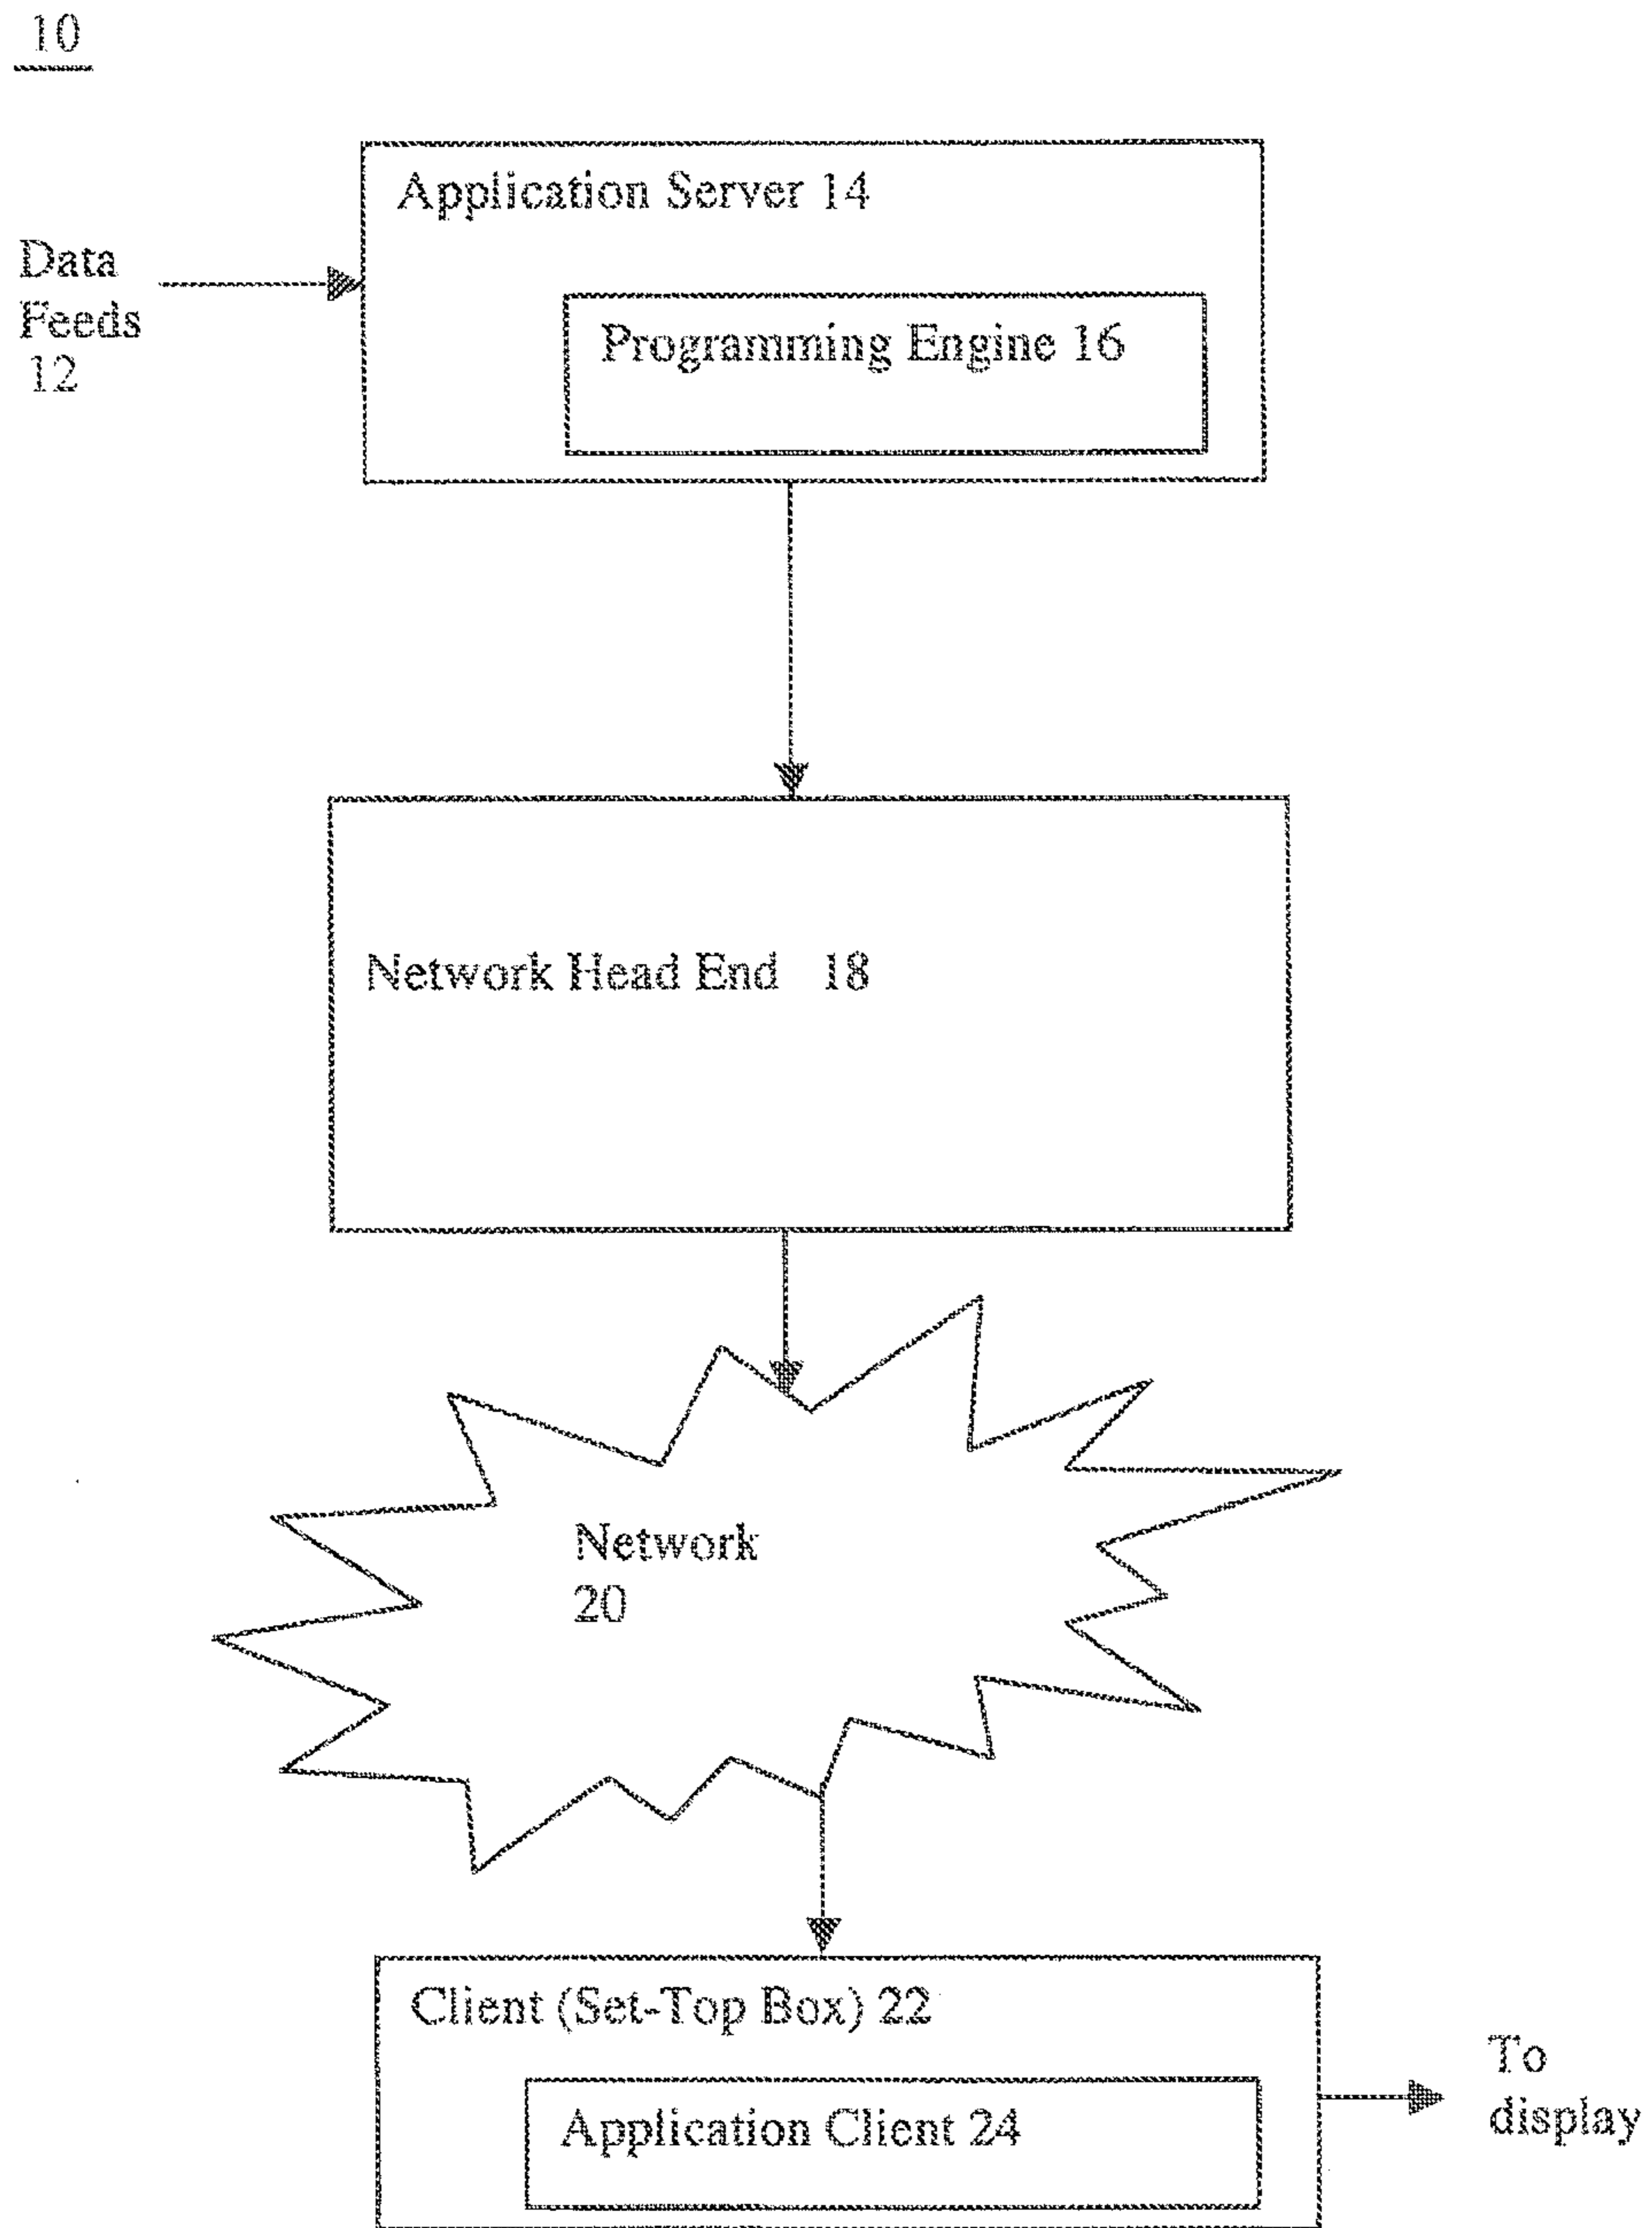 10
Application Server 14
Data
Feeds
12
Programming Engine 16
Network Head End 18
Network
20
Client (Set-Top Box) 22
Application Client 24
To
display